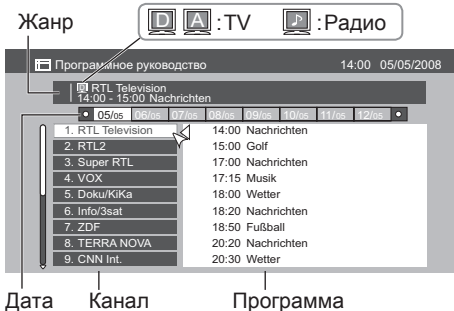 Жанр
D A :TV ♪ :Радио
Программное руководство 14:00 05/05/2008
D RTL Television
14:00 - 15:00 Nachrichten
05/05 06/05 07/05 08/05 09/05 10/05 11/05 12/05
1. RTL Television 14:00 Nachrichten
2. RTL2 15:00 Golf
3. Super RTL 17:00 Nachrichten
4. VOX 17:15 Musik
5. Doku/KiKa 18:00 Wetter
6. Info/3sat 18:20 Nachrichten
7. ZDF 18:50 Fußball
8. TERRA NOVA 20:20 Nachrichten
9. CNN Int. 20:30 Wetter
Дата Канал Программа